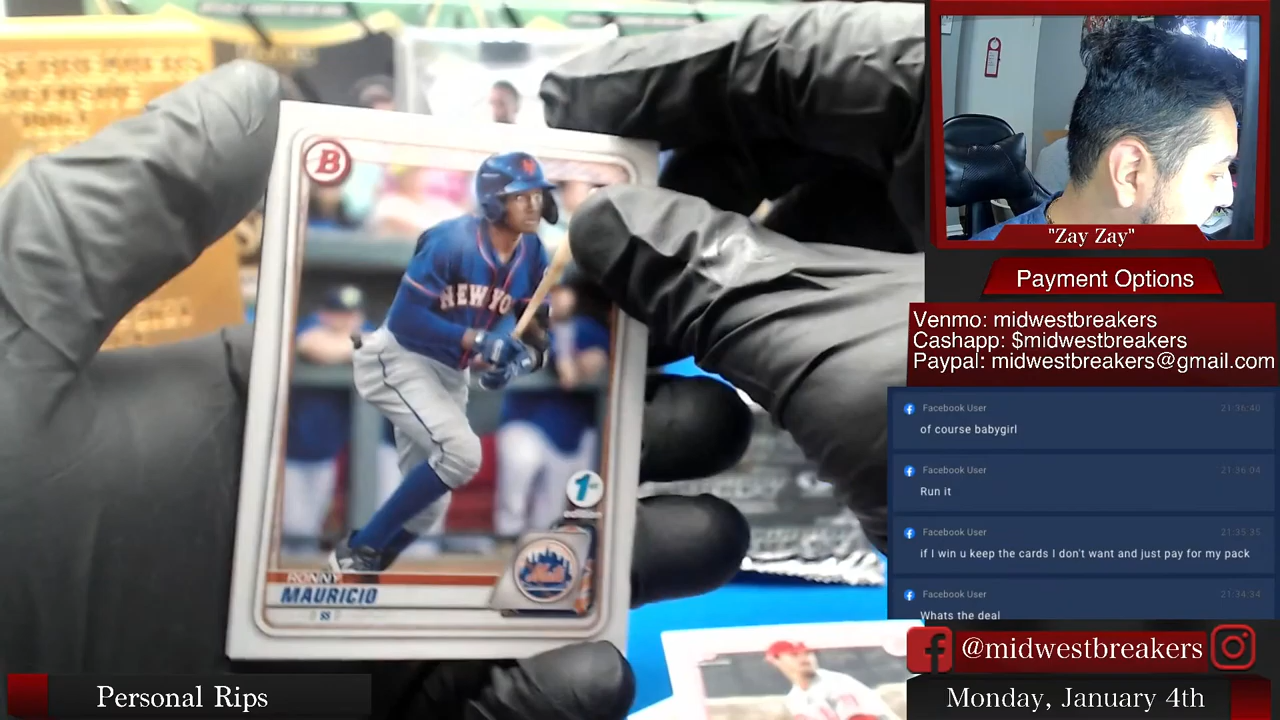 B
NEW YO
1st
edition
Mets
RONNY
MAURICIO
SS
"Zay Zay"
Payment Options
Venmo: midwestbreakers
Cashapp: $midwestbreakers
Paypal: midwestbreakers@gmail.com
Facebook User 21:36:40
of course babygirl
Facebook User 21:36:04
Run it
Facebook User 21:35:35
if I win u keep the cards I don't want and just pay for my pack
Facebook User 21:34:34
Whats the deal
@midwestbreakers
Personal Rips
Monday, January 4th